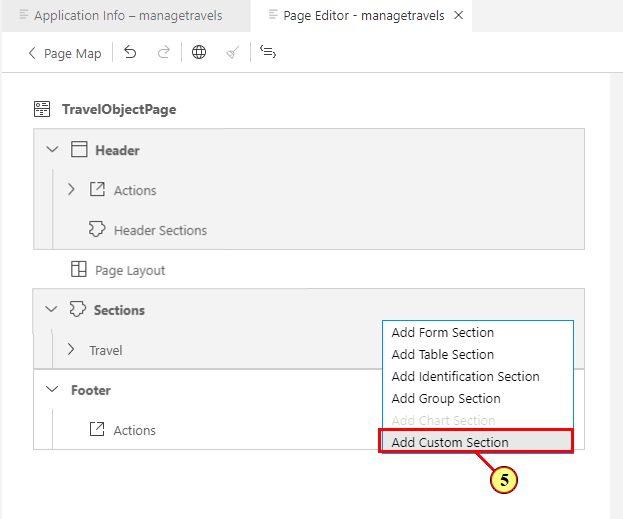 Application Info – managetravels
Page Editor - managetravels
Page Map
TravelObjectPage
Header
Actions
Header Sections
Page Layout
Sections
Travel
Footer
Actions
Add Form Section
Add Table Section
Add Identification Section
Add Group Section
Add Chart Section
Add Custom Section
5